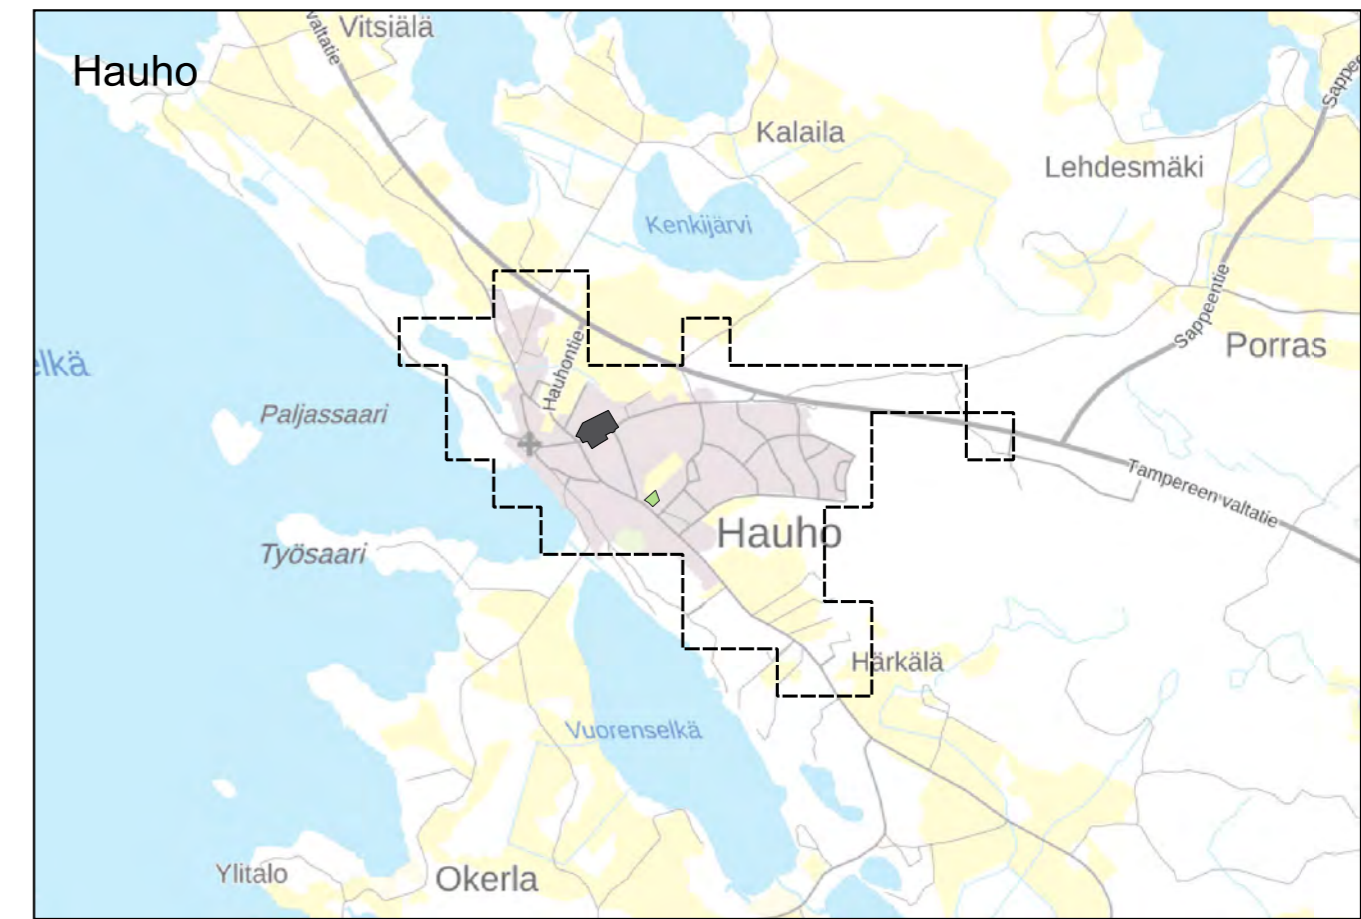 Vitsiälä
valtatie
Hauho
Sappee
Kalaila
Lehdesmäki
Kenkijärvi
Sappeentie
Porras
elkä
Hauhontie
Paljassaari
Tampereen valtatie
Hauho
Työsaari
Härkälä
Vuorenselkä
Ylitalo
Okerla